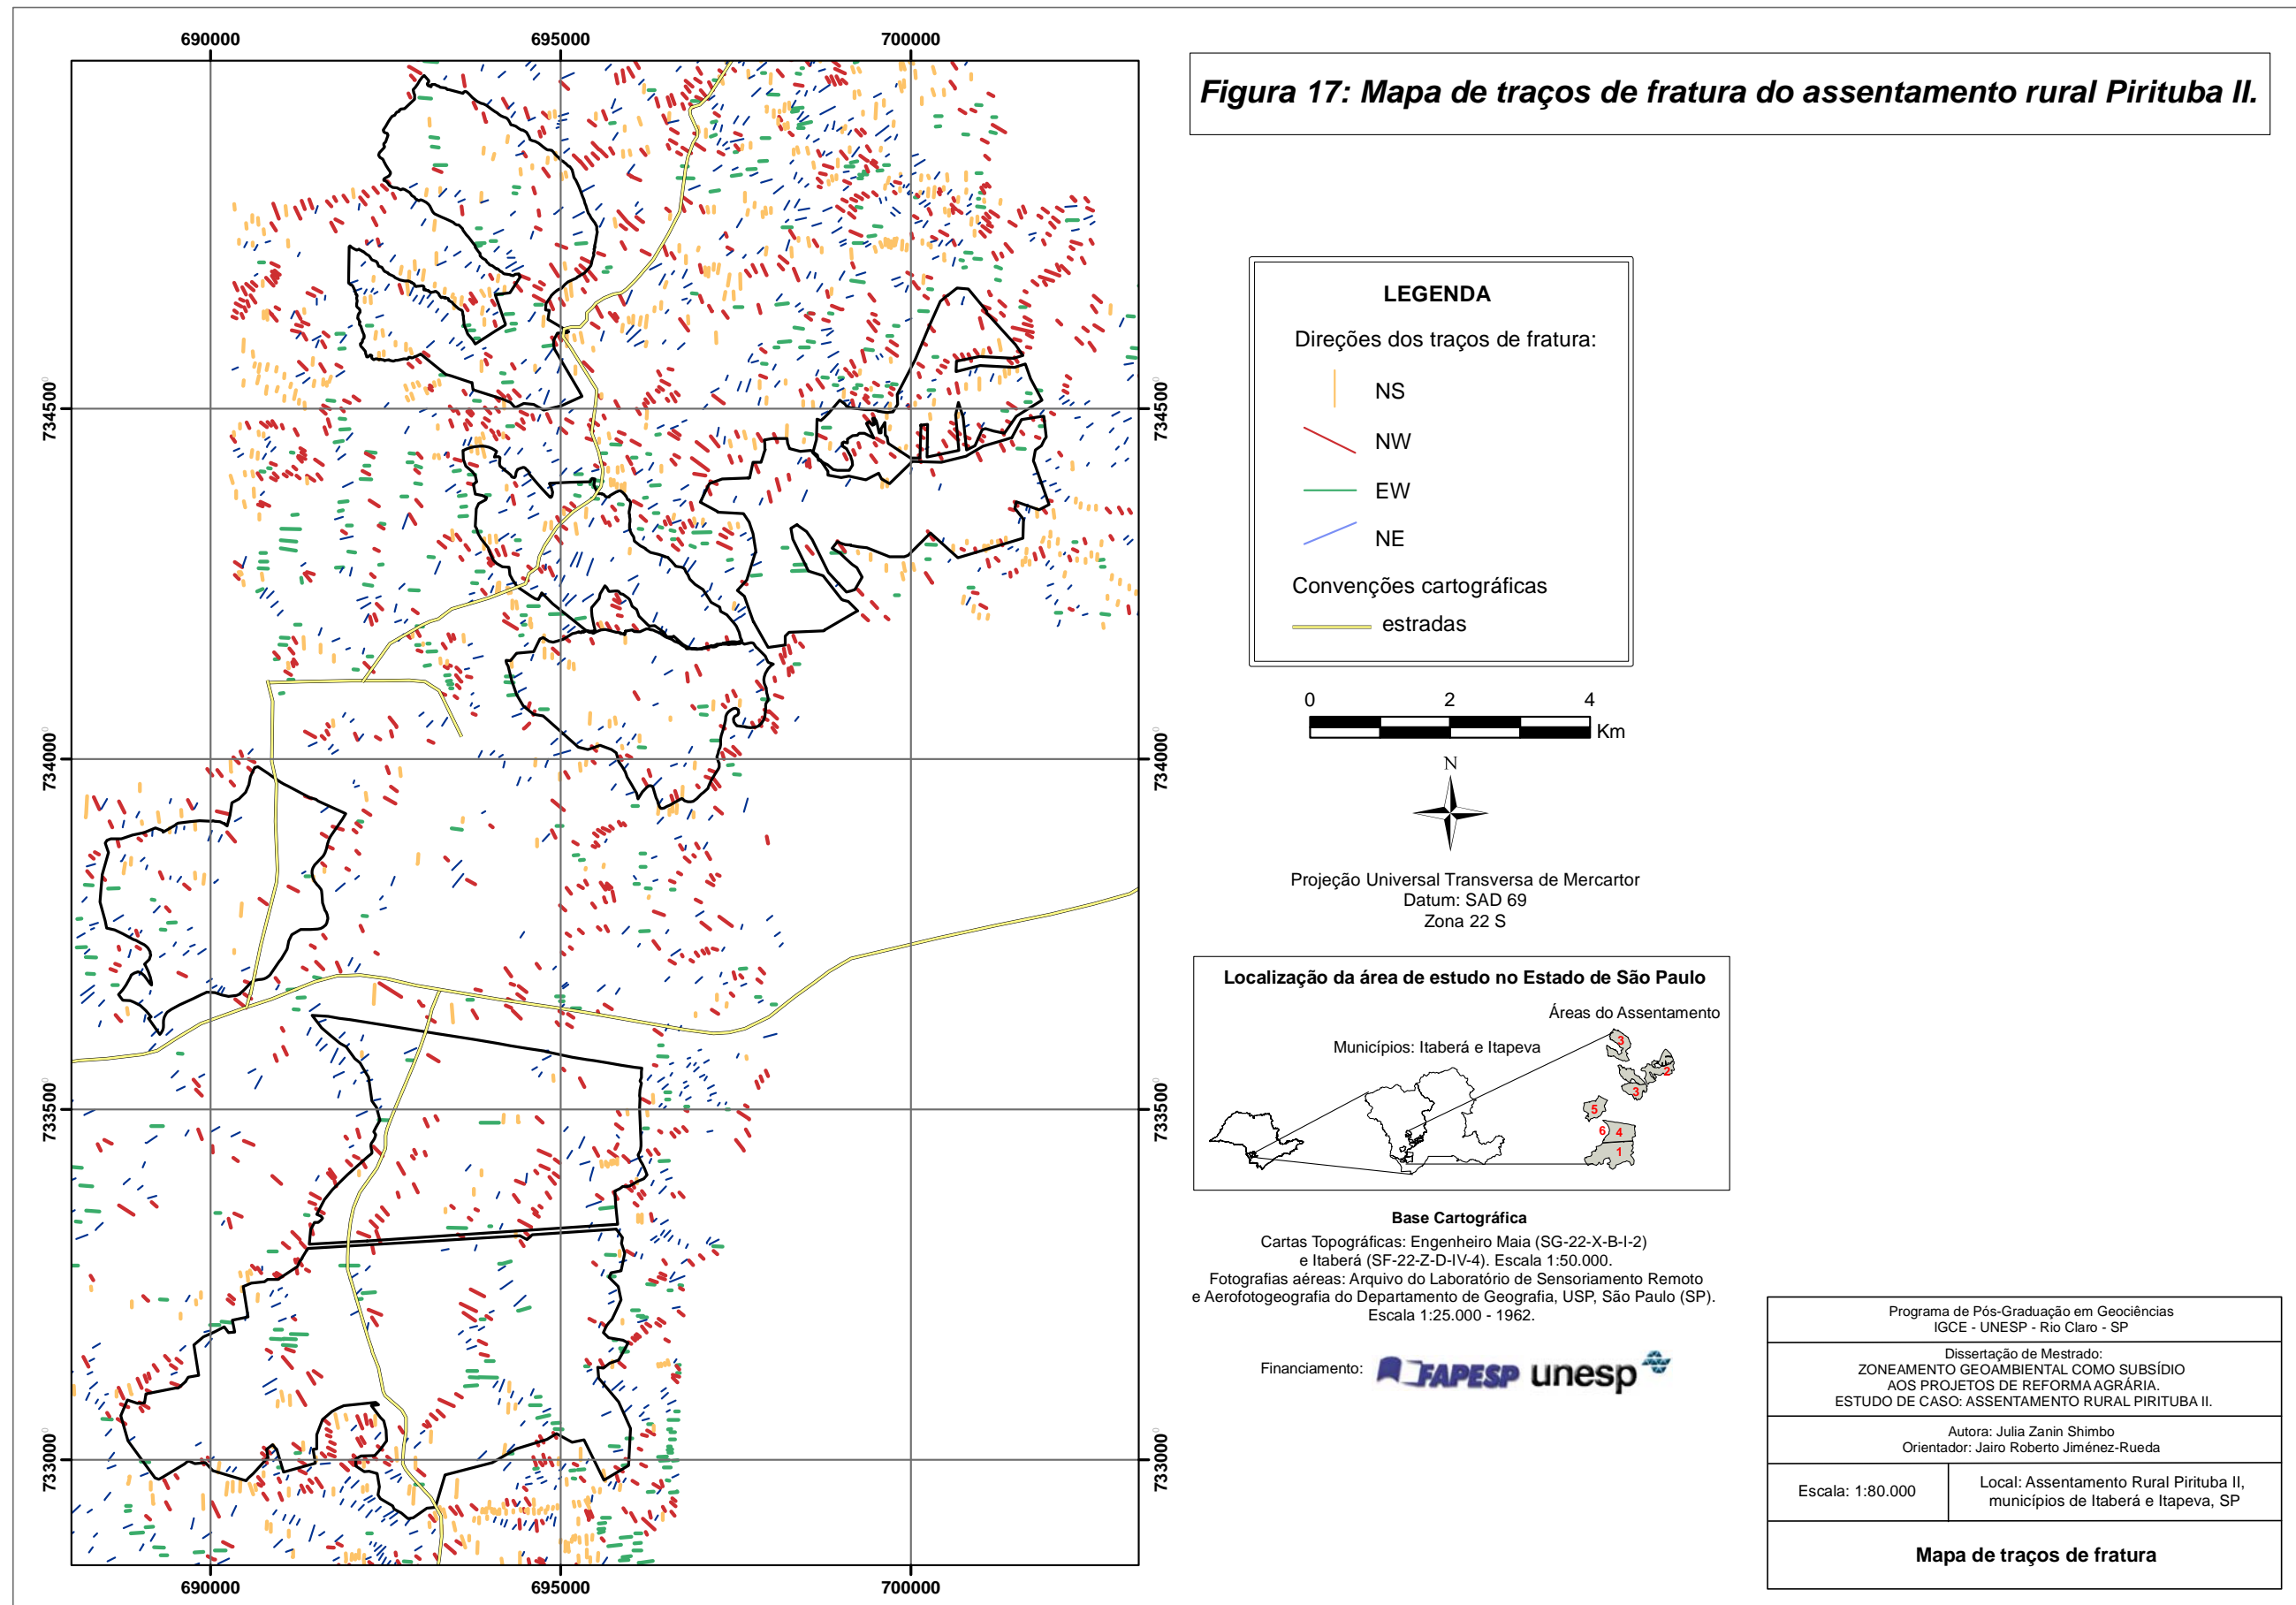 Figura 17: Mapa de traços de fratura do assentamento rural Pirituba II.
690000
695000
700000
7345000
7340000
7335000
7330000
7345000
7340000
7335000
7330000
690000
695000
700000
LEGENDA
Direções dos traços de fratura:
NS
NW
EW
NE
Convenções cartográficas
estradas
0 2 4
Km
N
Projeção Universal Transversa de Mercartor
Datum: SAD 69
Zona 22 S
Localização da área de estudo no Estado de São Paulo
Áreas do Assentamento
Municípios: Itaberá e Itapeva
3
2
3
5
6 4
1
Base Cartográfica
Cartas Topográficas: Engenheiro Maia (SG-22-X-B-I-2)
e Itaberá (SF-22-Z-D-IV-4). Escala 1:50.000.
Fotografias aéreas: Arquivo do Laboratório de Sensoriamento Remoto
e Aerofotogeografia do Departamento de Geografia, USP, São Paulo (SP).
Escala 1:25.000 - 1962.
Financiamento: FAPESP unesp
Programa de Pós-Graduação em Geociências
IGCE - UNESP - Rio Claro - SP
Dissertação de Mestrado:
ZONEAMENTO GEOAMBIENTAL COMO SUBSÍDIO
AOS PROJETOS DE REFORMA AGRÁRIA.
ESTUDO DE CASO: ASSENTAMENTO RURAL PIRITUBA II.
Autora: Julia Zanin Shimbo
Orientador: Jairo Roberto Jiménez-Rueda
Escala: 1:80.000
Local: Assentamento Rural Pirituba II,
municípios de Itaberá e Itapeva, SP
Mapa de traços de fratura